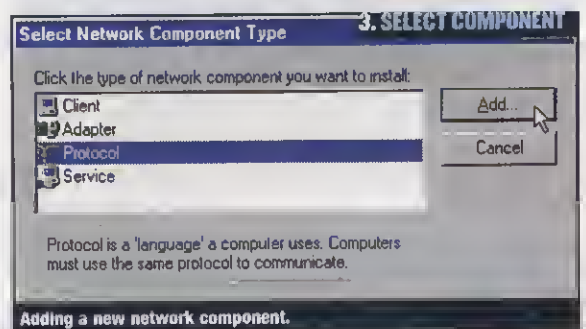 3. SELECT COMPONENT
Select Network Component Type
Click the type of network component you want to install:
Client
Adapter
Protocol
Service
Add...
Cancel
Protocol is a 'language' a computer uses. Computers
must use the same protocol to communicate.
Adding a new network component.